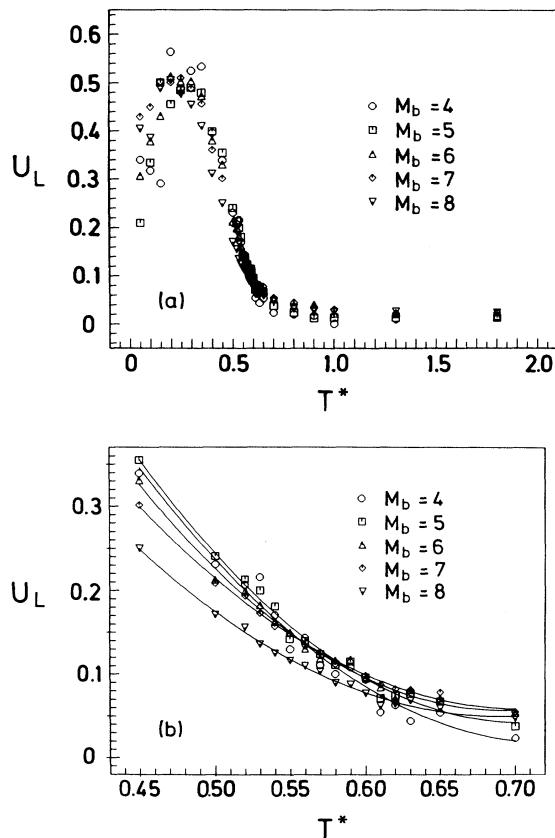 0.6
0.5
0.4
U_L 0.3
0.2
0.1
0
M_b = 4
M_b = 5
M_b = 6
M_b = 7
M_b = 8
(a)
0 0.5 1.0 1.5 2.0
T*
0.3
U_L 0.2
0.1
0
M_b = 4
M_b = 5
M_b = 6
M_b = 7
M_b = 8
(b)
0.45 0.50 0.55 0.60 0.65 0.70
T*